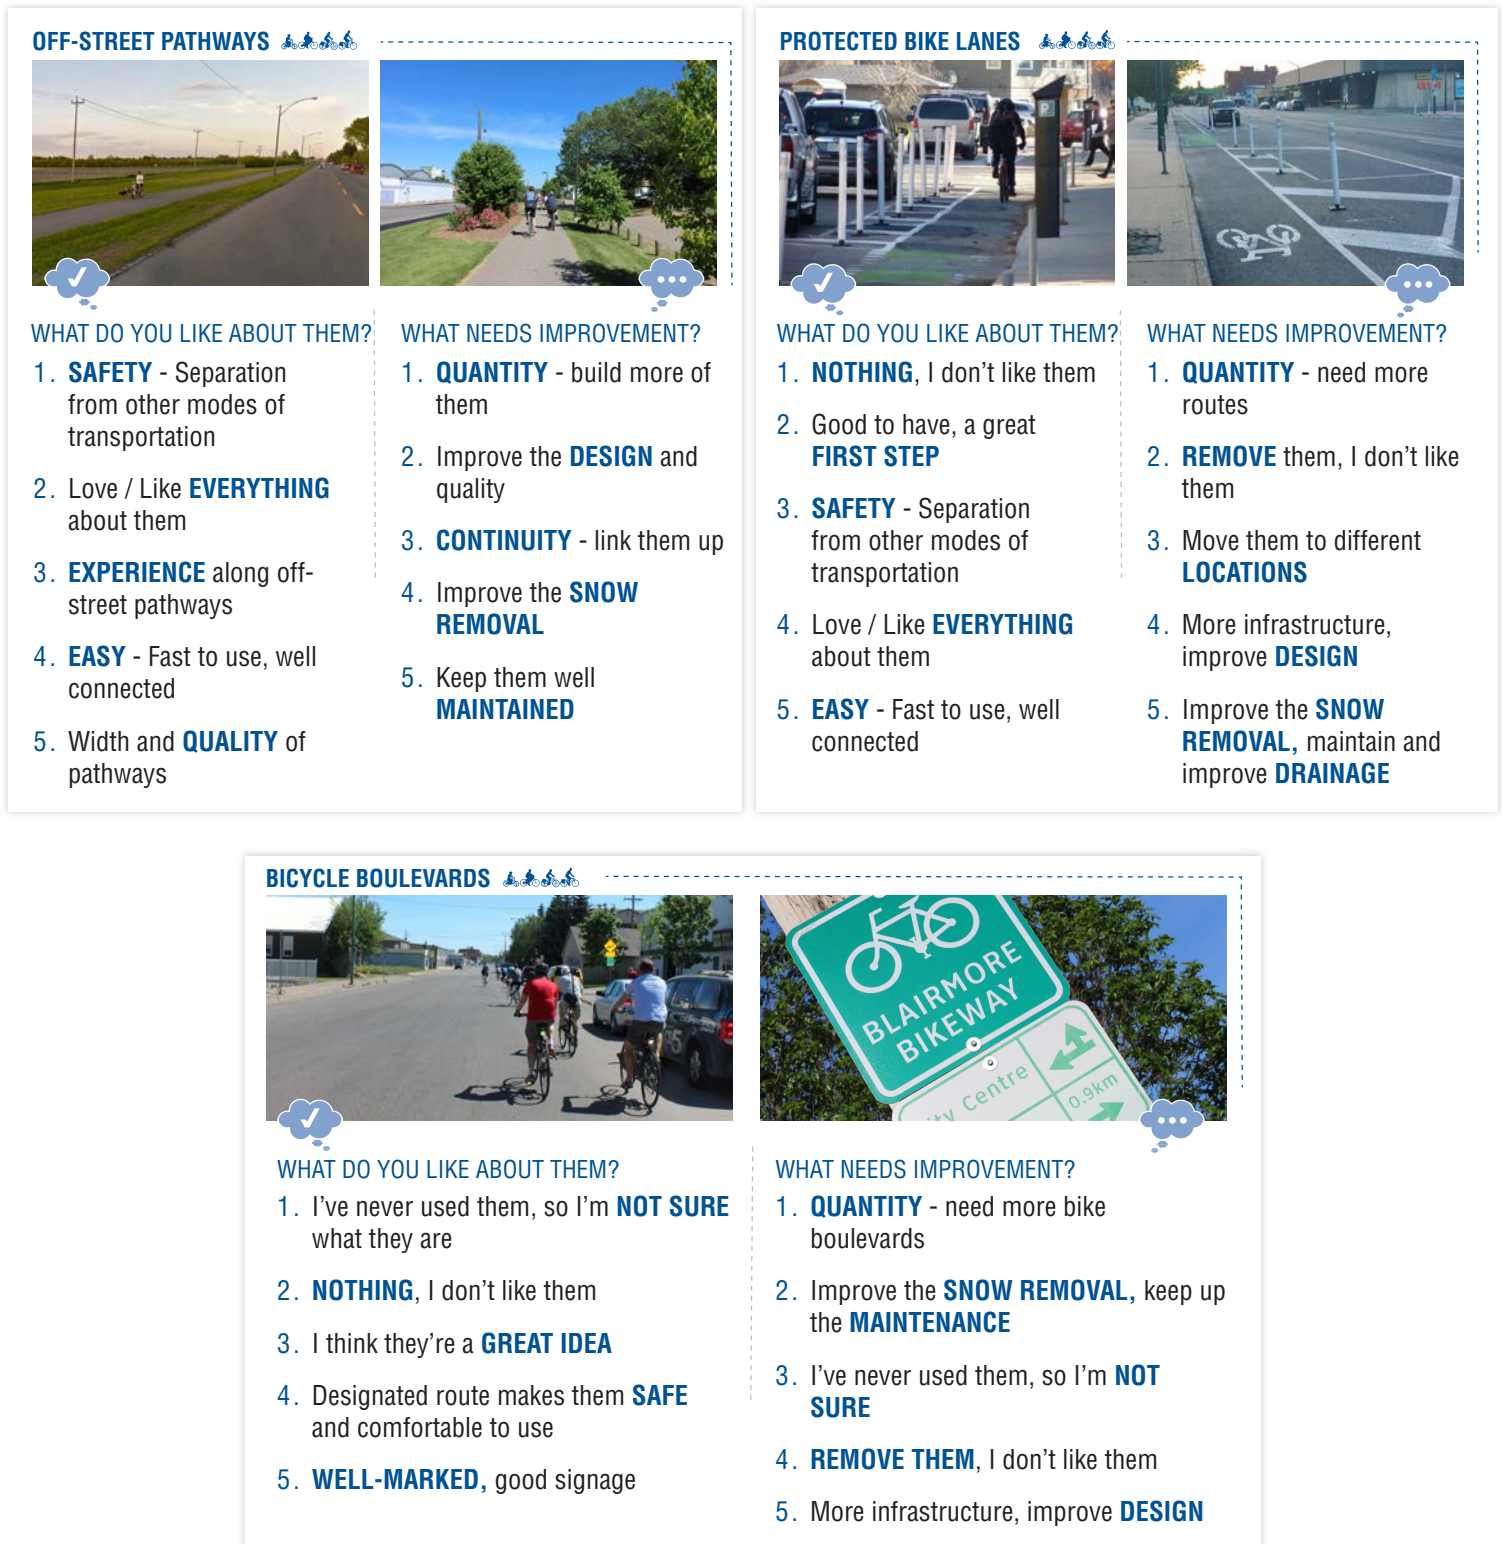 OFF-STREET PATHWAYS
WHAT DO YOU LIKE ABOUT THEM?
1. SAFETY - Separation
from other modes of
transportation
2. Love / Like EVERYTHING
about them
3. EXPERIENCE along off-
street pathways
4. EASY - Fast to use, well
connected
5. Width and QUALITY of
pathways
WHAT NEEDS IMPROVEMENT?
1. QUANTITY - build more of
them
2. Improve the DESIGN and
quality
3. CONTINUITY - link them up
4. Improve the SNOW
REMOVAL
5. Keep them well
MAINTAINED
PROTECTED BIKE LANES
P
WHAT DO YOU LIKE ABOUT THEM?
1. NOTHING, I don't like them
2. Good to have, a great
FIRST STEP
3. SAFETY - Separation
from other modes of
transportation
4. Love / Like EVERYTHING
about them
5. EASY - Fast to use, well
connected
WHAT NEEDS IMPROVEMENT?
1. QUANTITY - need more
routes
2. REMOVE them, I don't like
them
3. Move them to different
LOCATIONS
4. More infrastructure,
improve DESIGN
5. Improve the SNOW
REMOVAL, maintain and
improve DRAINAGE
BICYCLE BOULEVARDS
BLAIRMORE
BIKEWAY
ty Centre
0.9km
WHAT DO YOU LIKE ABOUT THEM?
1. I've never used them, so I'm NOT SURE
what they are
2. NOTHING, I don't like them
3. I think they're a GREAT IDEA
4. Designated route makes them SAFE
and comfortable to use
5. WELL-MARKED, good signage
WHAT NEEDS IMPROVEMENT?
1. QUANTITY - need more bike
boulevards
2. Improve the SNOW REMOVAL, keep up
the MAINTENANCE
3. I've never used them, so I'm NOT
SURE
4. REMOVE THEM, I don't like them
5. More infrastructure, improve DESIGN